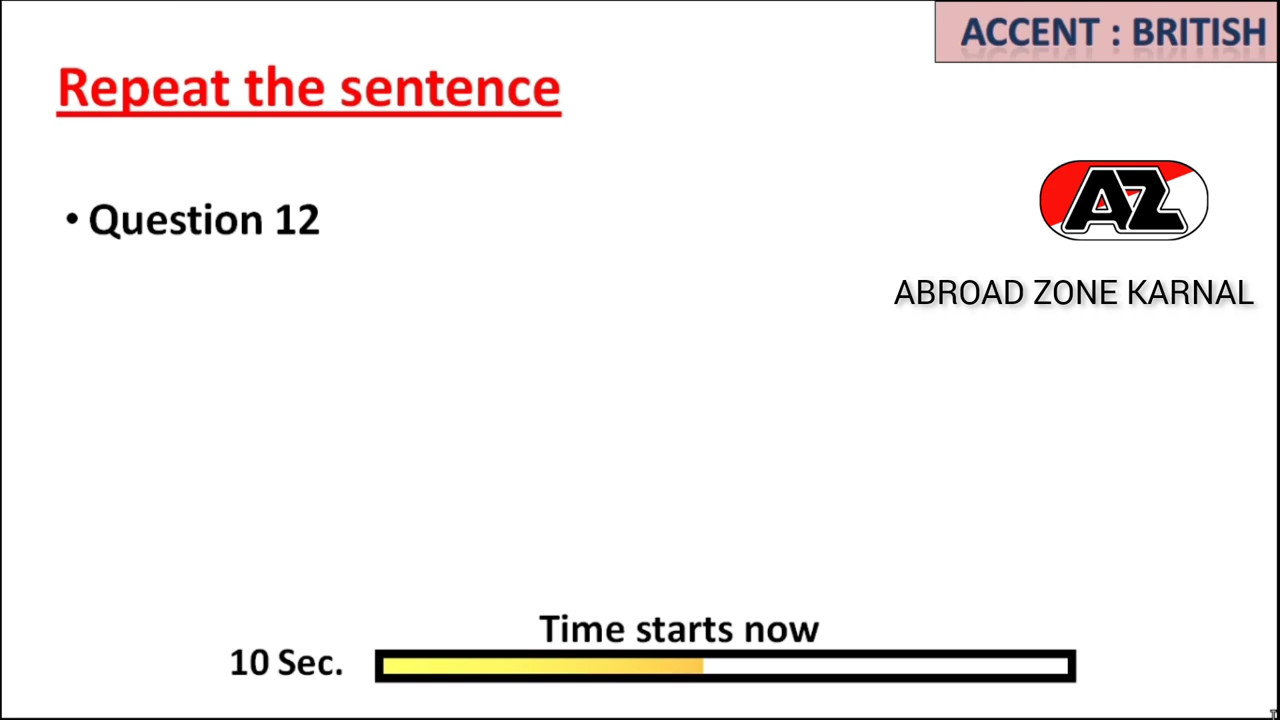 ACCENT : BRITISH
Repeat the sentence
• Question 12
AZ
ABROAD ZONE KARNAL
Time starts now
10 Sec.